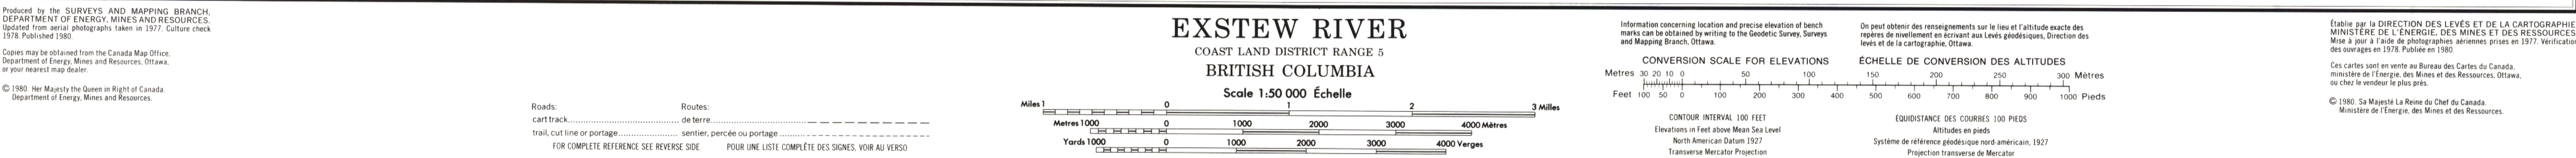 Produced by the SURVEYS AND MAPPING BRANCH,
DEPARTMENT OF ENERGY, MINES AND RESOURCES.
Updated from aerial photographs taken in 1977. Culture check
1978. Published 1980.
Copies may be obtained from the Canada Map Office,
Department of Energy, Mines and Resources, Ottawa,
or your nearest map dealer.
© 1980. Her Majesty the Queen in Right of Canada.
Department of Energy, Mines and Resources.
Roads: Routes:
cart track de terre
trail, cut line or portage sentier, percée ou portage
FOR COMPLETE REFERENCE SEE REVERSE SIDE POUR UNE LISTE COMPLÈTE DES SIGNES, VOIR AU VERSO
EXSTEW RIVER
COAST LAND DISTRICT RANGE 5
BRITISH COLUMBIA
Scale 1:50 000 Échelle
Miles 1 0 1 2 3 Milles
Metres 1000 0 1000 2000 3000 4000 Mètres
Yards 1000 0 1000 2000 3000 4000 Verges
Information concerning location and precise elevation of bench
marks can be obtained by writing to the Geodetic Survey, Surveys
and Mapping Branch, Ottawa.
On peut obtenir des renseignements sur le lieu et l'altitude exacte des
repères de nivellement en écrivant aux Levés géodésiques, Direction des
levés et de la cartographie, Ottawa.
CONVERSION SCALE FOR ELEVATIONS ÉCHELLE DE CONVERSION DES ALTITUDES
Metres 30 20 10 0 50 100 150 200 250 300 Mètres
Feet 100 50 0 100 200 300 400 500 600 700 800 900 1000 Pieds
CONTOUR INTERVAL 100 FEET
Elevations in Feet above Mean Sea Level
North American Datum 1927
Transverse Mercator Projection
ÉQUIDISTANCE DES COURBES 100 PIEDS
Altitudes en pieds
Système de référence géodésique nord-américain, 1927
Projection transverse de Mercator
Établie par la DIRECTION DES LEVÉS ET DE LA CARTOGRAPHIE
MINISTÈRE DE L'ÉNERGIE, DES MINES ET DES RESSOURCES
Mise à jour à l'aide de photographies aériennes prises en 1977. Vérification
des ouvrages en 1978. Publiée en 1980.
Ces cartes sont en vente au Bureau des Cartes du Canada,
ministère de l'Énergie, des Mines et des Ressources, Ottawa,
ou chez le vendeur le plus près.
© 1980. Sa Majesté La Reine du Chef du Canada.
Ministère de l'Énergie, des Mines et des Ressources.